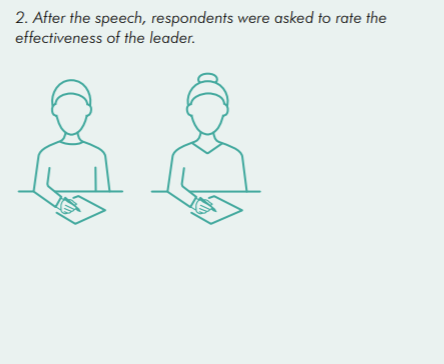 2. After the speech, respondents were asked to rate the
effectiveness of the leader.